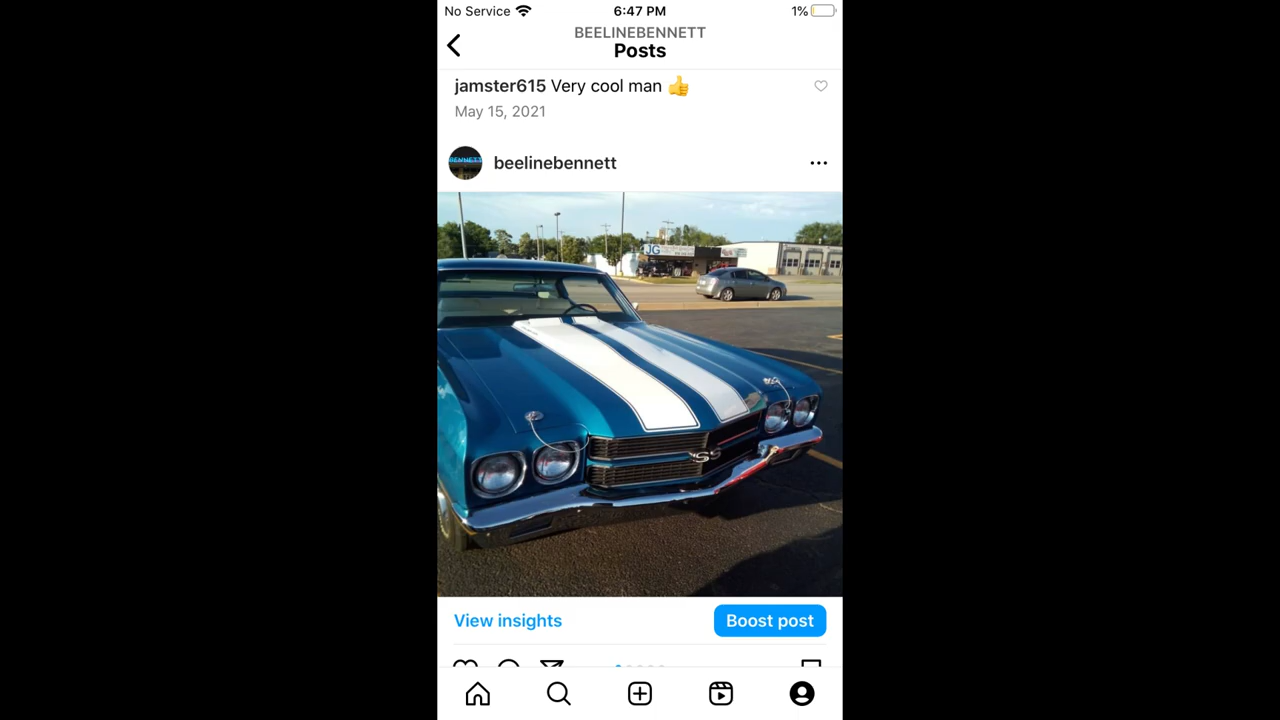 No Service 6:47 PM 1%
BEELINEBENNETT
Posts
jamster615 Very cool man 👍
May 15, 2021
BENNETT
beelinebennett
JG
SS
View insights
Boost post